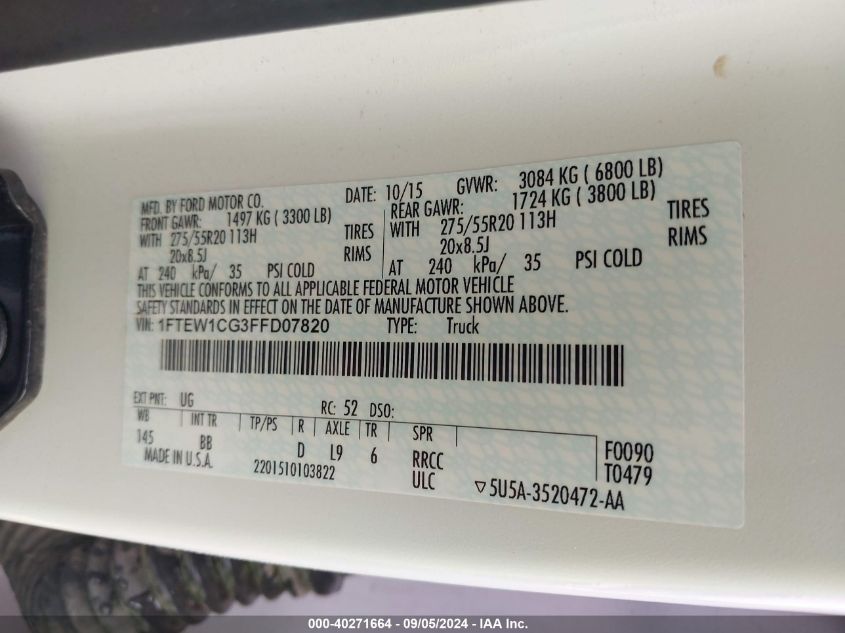 MFD. BY FORD MOTOR CO. DATE: 10/15 GVWR: 3084 KG ( 6800 LB)
FRONT GAWR: 1497 KG ( 3300 LB) REAR GAWR: 1724 KG ( 3800 LB)
WITH 275/55R20 113H TIRES WITH 275/55R20 113H TIRES
20x8.5J RIMS 20x8.5J RIMS
AT 240 kPa/ 35 PSI COLD AT 240 kPa/ 35 PSI COLD
THIS VEHICLE CONFORMS TO ALL APPLICABLE FEDERAL MOTOR VEHICLE
SAFETY STANDARDS IN EFFECT ON THE DATE OF MANUFACTURE SHOWN ABOVE.
VIN: 1FTEW1CG3FFD07820 TYPE: Truck
EXT PNT: UG RC: 52 DSO:
WB INT TR TP/PS R AXLE TR SPR
145 BB D L9 6 RRCC F0090
MADE IN U.S.A. 2201510103822 ULC T0479
▽5U5A-3520472-AA
000-40271664 - 09/05/2024 - IAA Inc.